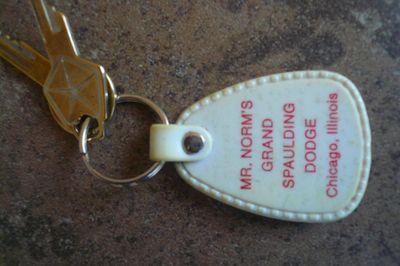 MR. NORM'S
GRAND
SPAULDING
DODGE
Chicago, Illinois